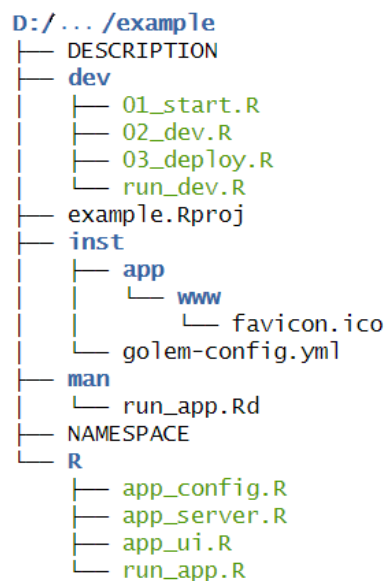 D:/... /example
├── DESCRIPTION
├── dev
│   ├── 01_start.R
│   ├── 02_dev.R
│   ├── 03_deploy.R
│   └── run_dev.R
├── example.Rproj
├── inst
│   ├── app
│   │   └── www
│   │       └── favicon.ico
│   └── golem-config.yml
├── man
│   └── run_app.Rd
├── NAMESPACE
└── R
    ├── app_config.R
    ├── app_server.R
    ├── app_ui.R
    └── run_app.R